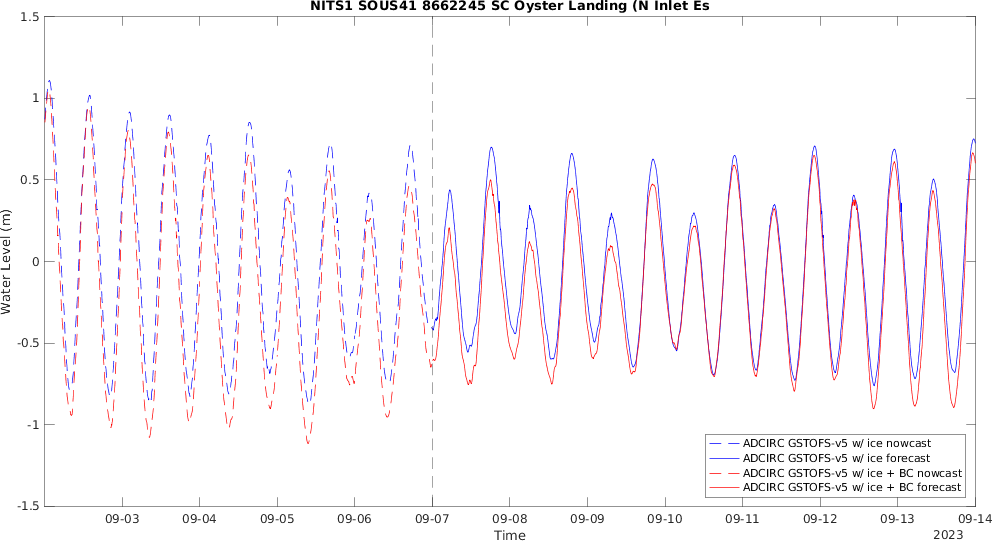 NITS1 SOUS41 8662245 SC Oyster Landing (N Inlet Es
1.5
1
0.5
0
-0.5
-1
-1.5
Water Level (m)
09-03 09-04 09-05 09-06 09-07 09-08 09-09 09-10 09-11 09-12 09-13 09-14
Time
2023
ADCIRC GSTOFS-v5 w/ ice nowcast
ADCIRC GSTOFS-v5 w/ ice forecast
ADCIRC GSTOFS-v5 w/ ice + BC nowcast
ADCIRC GSTOFS-v5 w/ ice + BC forecast